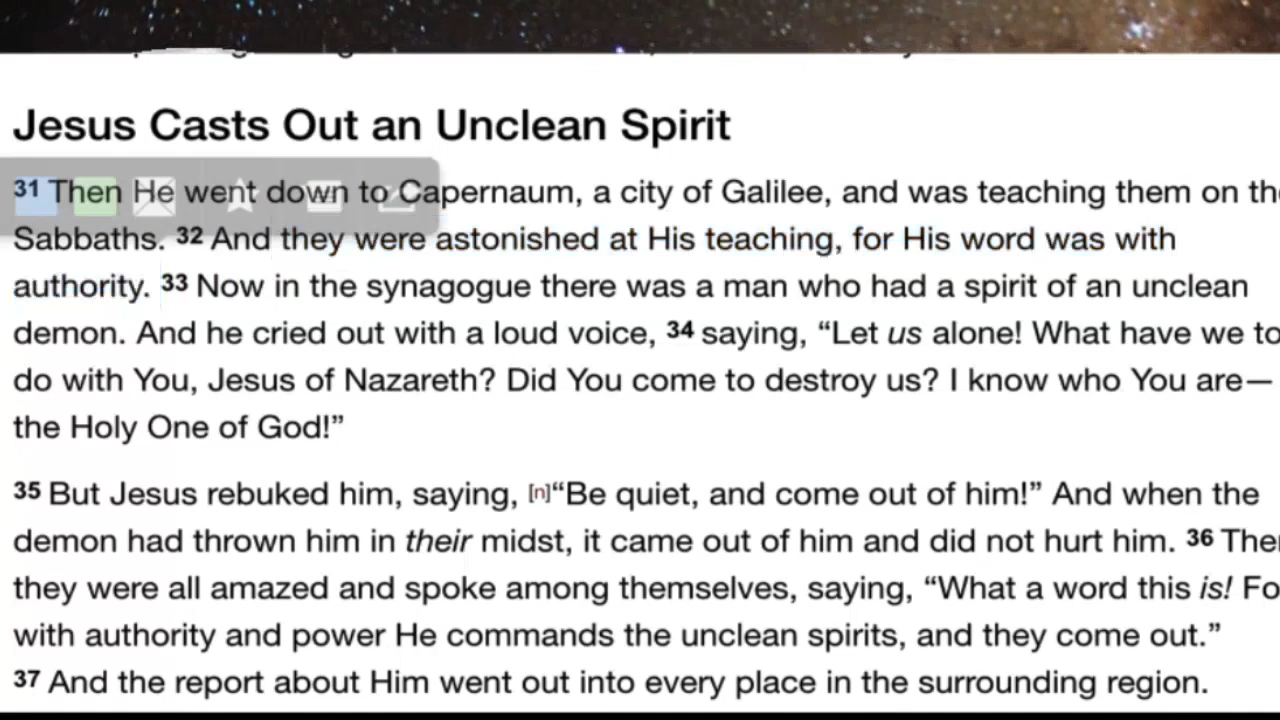 Jesus Casts Out an Unclean Spirit
31 Then He went down to Capernaum, a city of Galilee, and was teaching them on the
Sabbaths. 32 And they were astonished at His teaching, for His word was with
authority. 33 Now in the synagogue there was a man who had a spirit of an unclean
demon. And he cried out with a loud voice, 34 saying, “Let us alone! What have we to
do with You, Jesus of Nazareth? Did You come to destroy us? I know who You are—
the Holy One of God!”
35 But Jesus rebuked him, saying, [n]“Be quiet, and come out of him!” And when the
demon had thrown him in their midst, it came out of him and did not hurt him. 36 Then
they were all amazed and spoke among themselves, saying, “What a word this is! For
with authority and power He commands the unclean spirits, and they come out.”
37 And the report about Him went out into every place in the surrounding region.